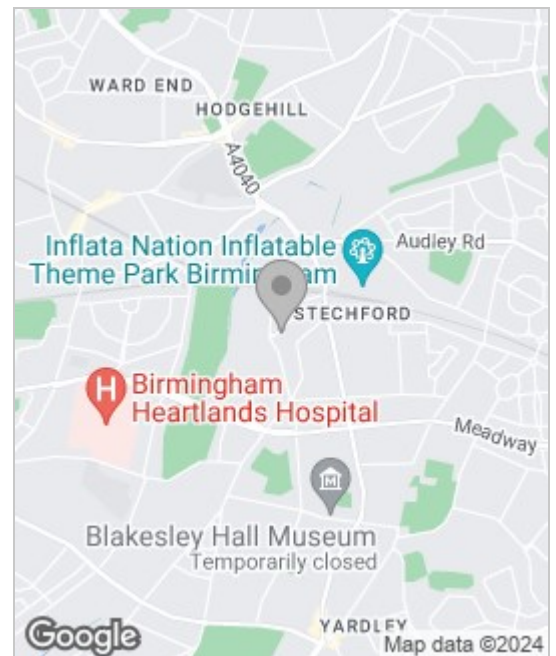 WARD END
HODGEHILL
A4040
Inflata Nation Inflatable
Theme Park Birmingham
Audley Rd
STECHFORD
H
Birmingham
Heartlands Hospital
Meadway
M
Blakesley Hall Museum
Temporarily closed
YARDLEY
Google
Map data ©2024